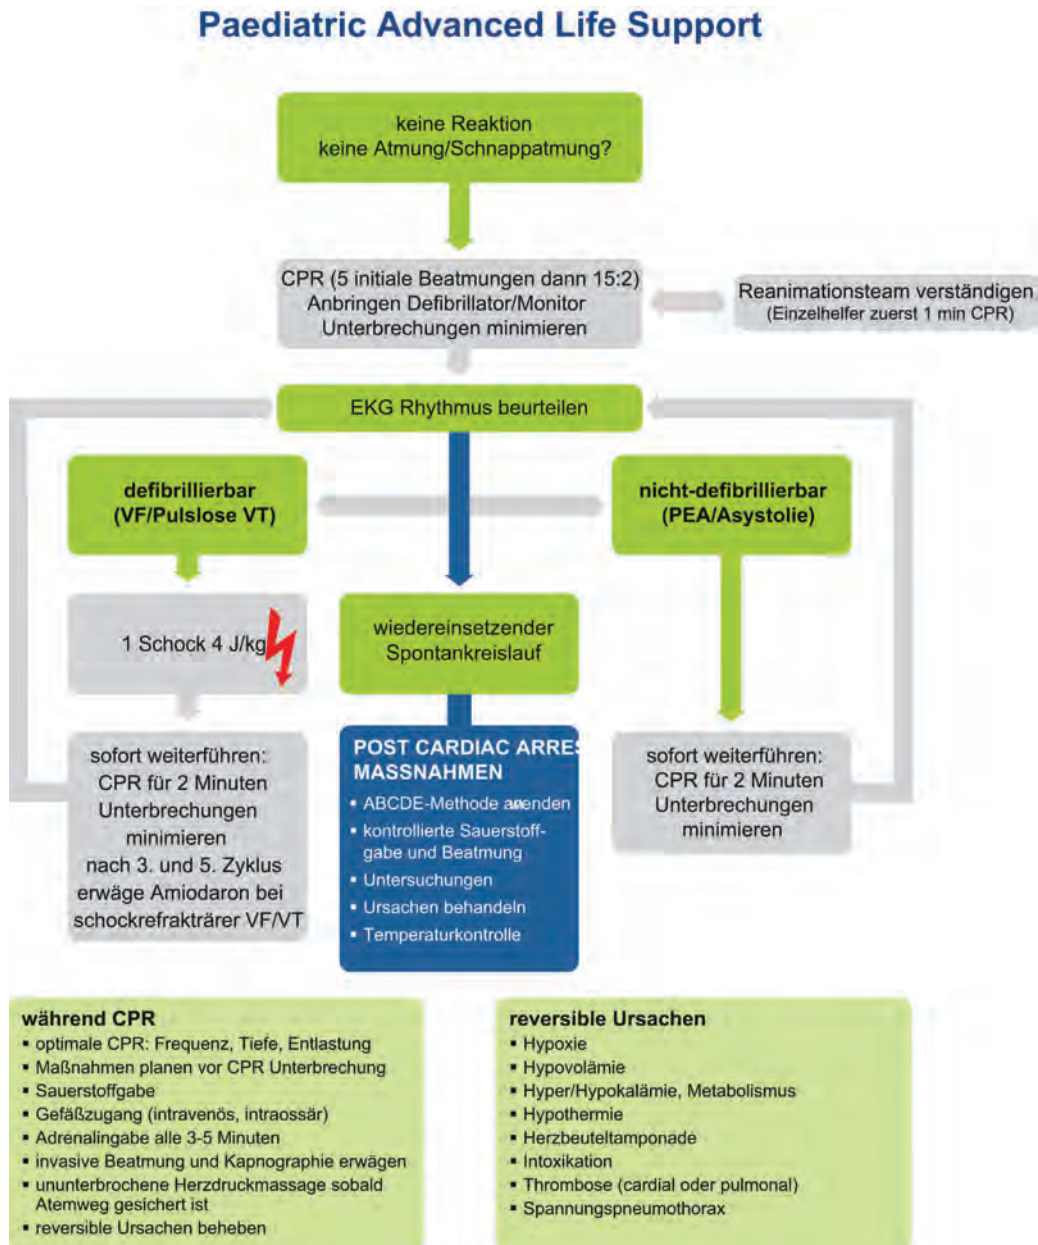 Paediatric Advanced Life Support
keine Reaktion
keine Atmung/Schnappatmung?
CPR (5 initiale Beatmungen dann 15:2)
Anbringen Defibrillator/Monitor
Unterbrechungen minimieren
Reanimationsteam verständigen
(Einzelhelfer zuerst 1 min CPR)
EKG Rhythmus beurteilen
defibrillierbar
(VF/Pulslose VT)
nicht-defibrillierbar
(PEA/Asystolie)
1 Schock 4 J/kg
wiedereinsetzender
Spontankreislauf
sofort weiterführen:
CPR für 2 Minuten
Unterbrechungen
minimieren
nach 3. und 5. Zyklus
erwäge Amiodaron bei
schockrefrakträrer VF/VT
POST CARDIAC ARRES
MASSNAHMEN
▪ ABCDE-Methode anwenden
▪ kontrollierte Sauerstoff-
gabe und Beatmung
▪ Untersuchungen
▪ Ursachen behandeln
▪ Temperaturkontrolle
sofort weiterführen:
CPR für 2 Minuten
Unterbrechungen
minimieren
während CPR
▪ optimale CPR: Frequenz, Tiefe, Entlastung
▪ Maßnahmen planen vor CPR Unterbrechung
▪ Sauerstoffgabe
▪ Gefäßzugang (intravenös, intraossär)
▪ Adrenalingabe alle 3-5 Minuten
▪ invasive Beatmung und Kapnographie erwägen
▪ ununterbrochene Herzdruckmassage sobald
Atemweg gesichert ist
▪ reversible Ursachen beheben
reversible Ursachen
▪ Hypoxie
▪ Hypovolämie
▪ Hyper/Hypokalämie, Metabolismus
▪ Hypothermie
▪ Herzbeuteltamponade
▪ Intoxikation
▪ Thrombose (cardial oder pulmonal)
▪ Spannungspneumothorax